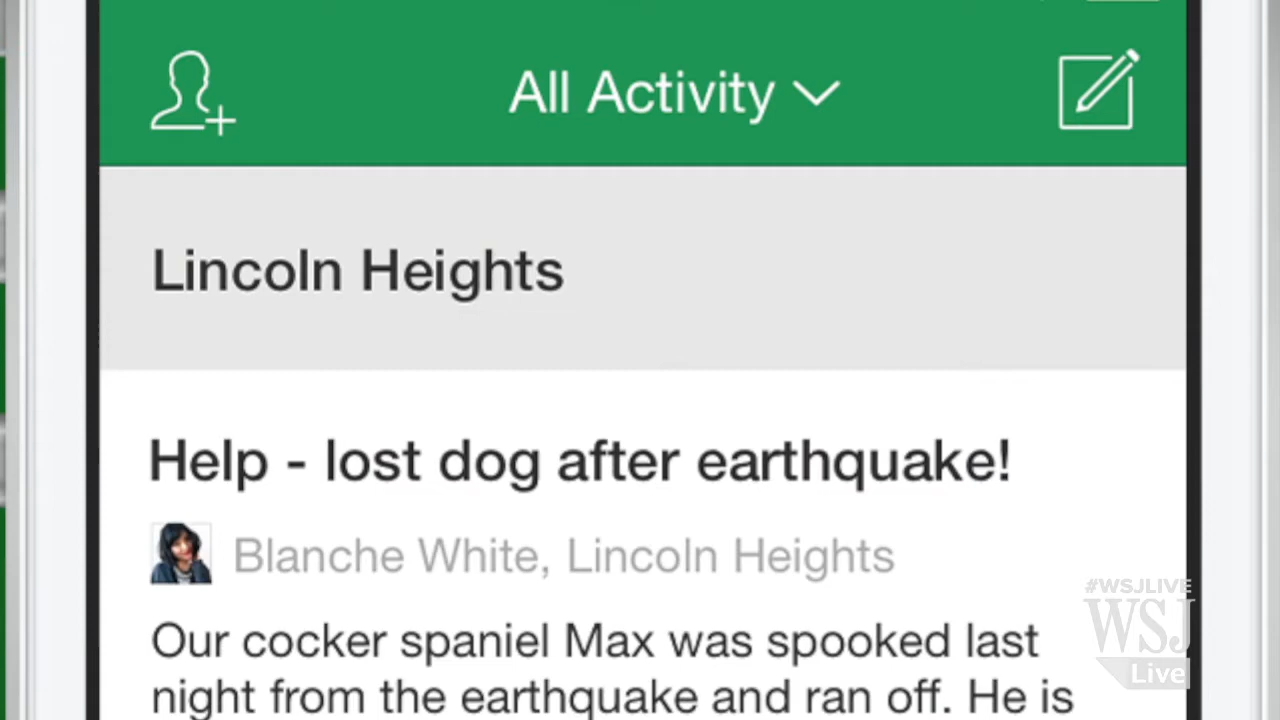 All Activity
Lincoln Heights
Help - lost dog after earthquake!
Blanche White, Lincoln Heights
Our cocker spaniel Max was spooked last
night from the earthquake and ran off. He is
#WSJLIVE
WSJ
Live